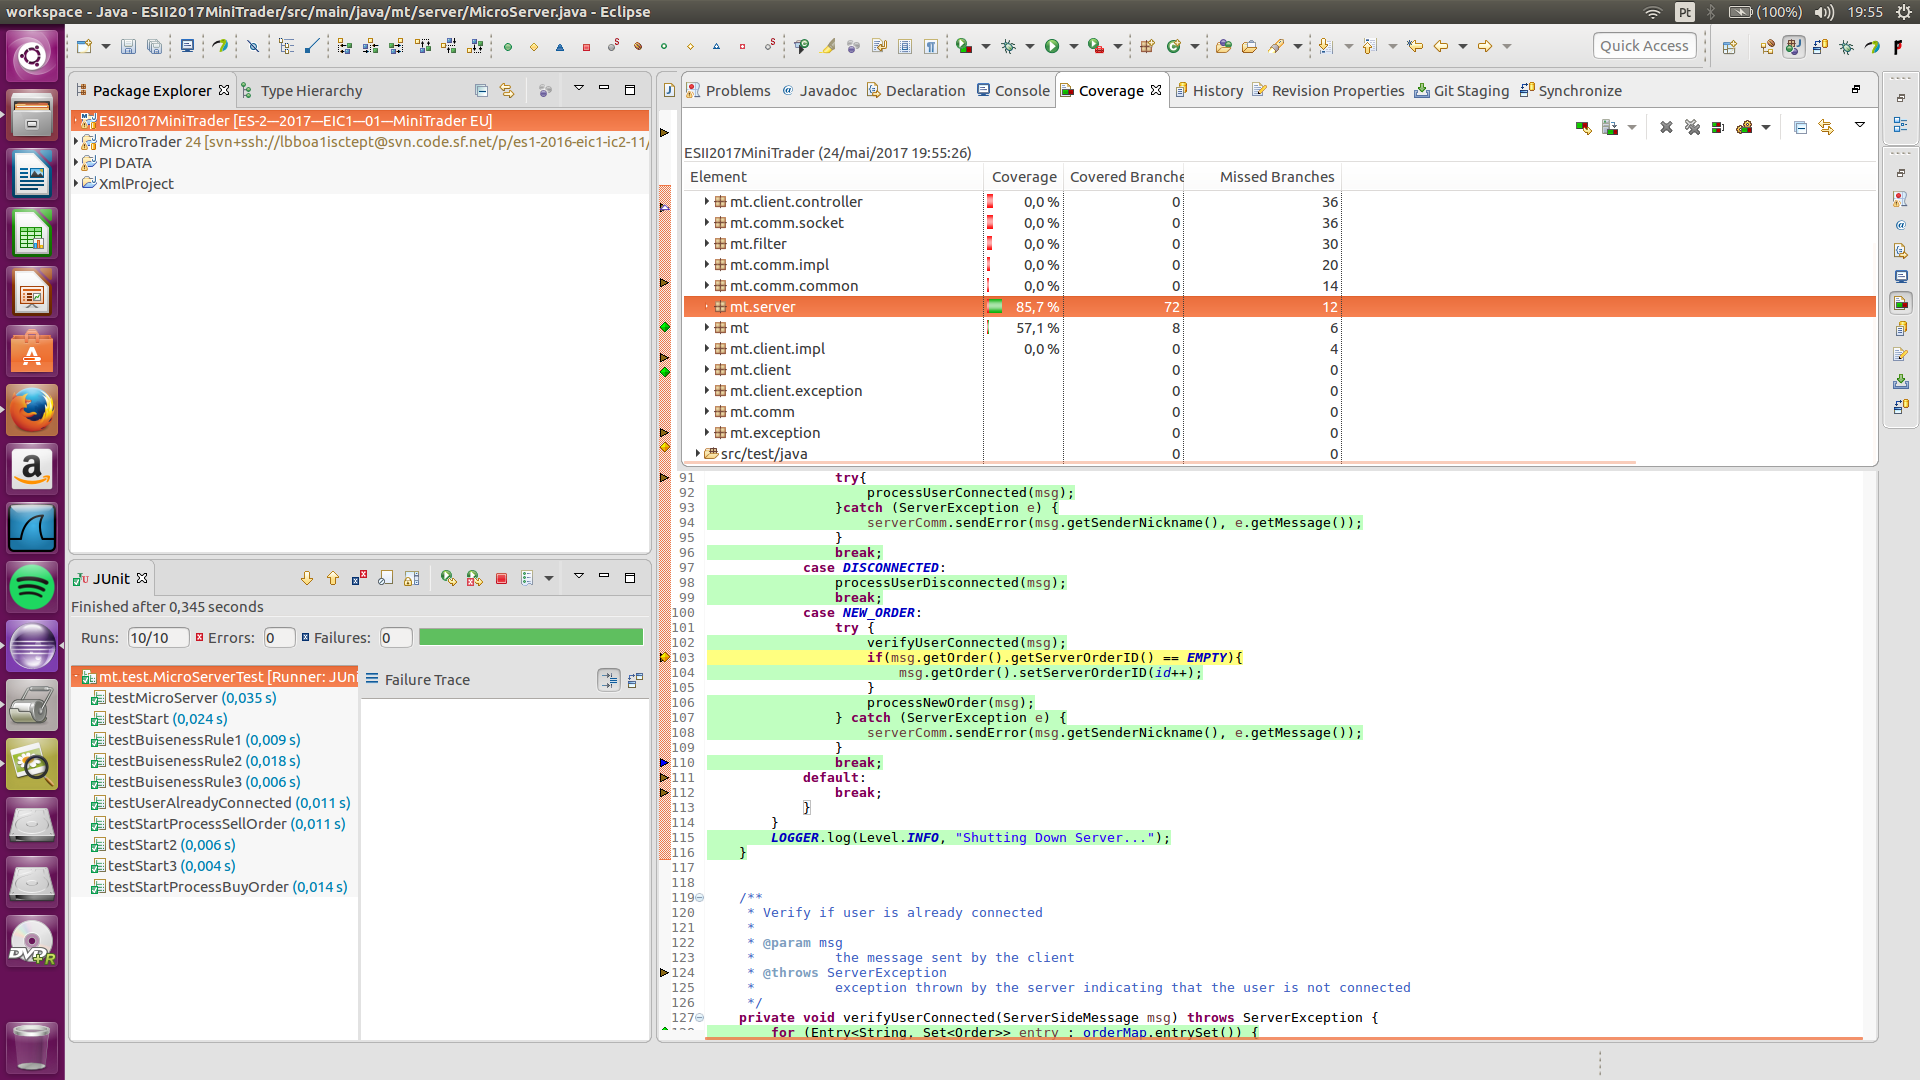 workspace - Java - ESII2017MiniTrader/src/main/java/mt/server/MicroServer.java - Eclipse
Pt
(100%)
19:55
Quick Access
Package Explorer
Type Hierarchy
ESII2017MiniTrader [ES-2—2017—EIC1—01—MiniTrader EU]
MicroTrader 24 [svn+ssh://lbboa1isctept@svn.code.sf.net/p/es1-2016-eic1-ic2-11/
PI DATA
XmlProject
Problems
Javadoc
Declaration
Console
Coverage
History
Revision Properties
Git Staging
Synchronize
ESII2017MiniTrader (24/mai/2017 19:55:26)
Element Coverage Covered Branche Missed Branches
mt.client.controller 0,0 % 0 36
mt.comm.socket 0,0 % 0 36
mt.filter 0,0 % 0 30
mt.comm.impl 0,0 % 0 20
mt.comm.common 0,0 % 0 14
mt.server 85,7 % 72 12
mt 57,1 % 8 6
mt.client.impl 0,0 % 0 4
mt.client 0 0
mt.client.exception 0 0
mt.comm 0 0
mt.exception 0 0
src/test/java 0 0
JUnit
Finished after 0,345 seconds
Runs: 10/10 Errors: 0 Failures: 0
mt.test.MicroServerTest [Runner: JUni
testMicroServer (0,035 s)
testStart (0,024 s)
testBuisenessRule1 (0,009 s)
testBuisenessRule2 (0,018 s)
testBuisenessRule3 (0,006 s)
testUserAlreadyConnected (0,011 s)
testStartProcessSellOrder (0,011 s)
testStart2 (0,006 s)
testStart3 (0,004 s)
testStartProcessBuyOrder (0,014 s)
Failure Trace
91 try{
92 processUserConnected(msg);
93 }catch (ServerException e) {
94 serverComm.sendError(msg.getSenderNickname(), e.getMessage());
95 }
96 break;
97 case DISCONNECTED:
98 processUserDisconnected(msg);
99 break;
100 case NEW_ORDER:
101 try {
102 verifyUserConnected(msg);
103 if(msg.getOrder().getServerOrderID() == EMPTY){
104 msg.getOrder().setServerOrderID(id++);
105 }
106 processNewOrder(msg);
107 } catch (ServerException e) {
108 serverComm.sendError(msg.getSenderNickname(), e.getMessage());
109 }
110 break;
111 default:
112 break;
113 }
114 }
115 LOGGER.log(Level.INFO, "Shutting Down Server...");
116 }
117
118
119 /**
120 * Verify if user is already connected
121 *
122 * @param msg
123 * the message sent by the client
124 * @throws ServerException
125 * exception thrown by the server indicating that the user is not connected
126 */
127 private void verifyUserConnected(ServerSideMessage msg) throws ServerException {
128 for (Entry<String, Set<Order>> entry : orderMap.entrySet()) {